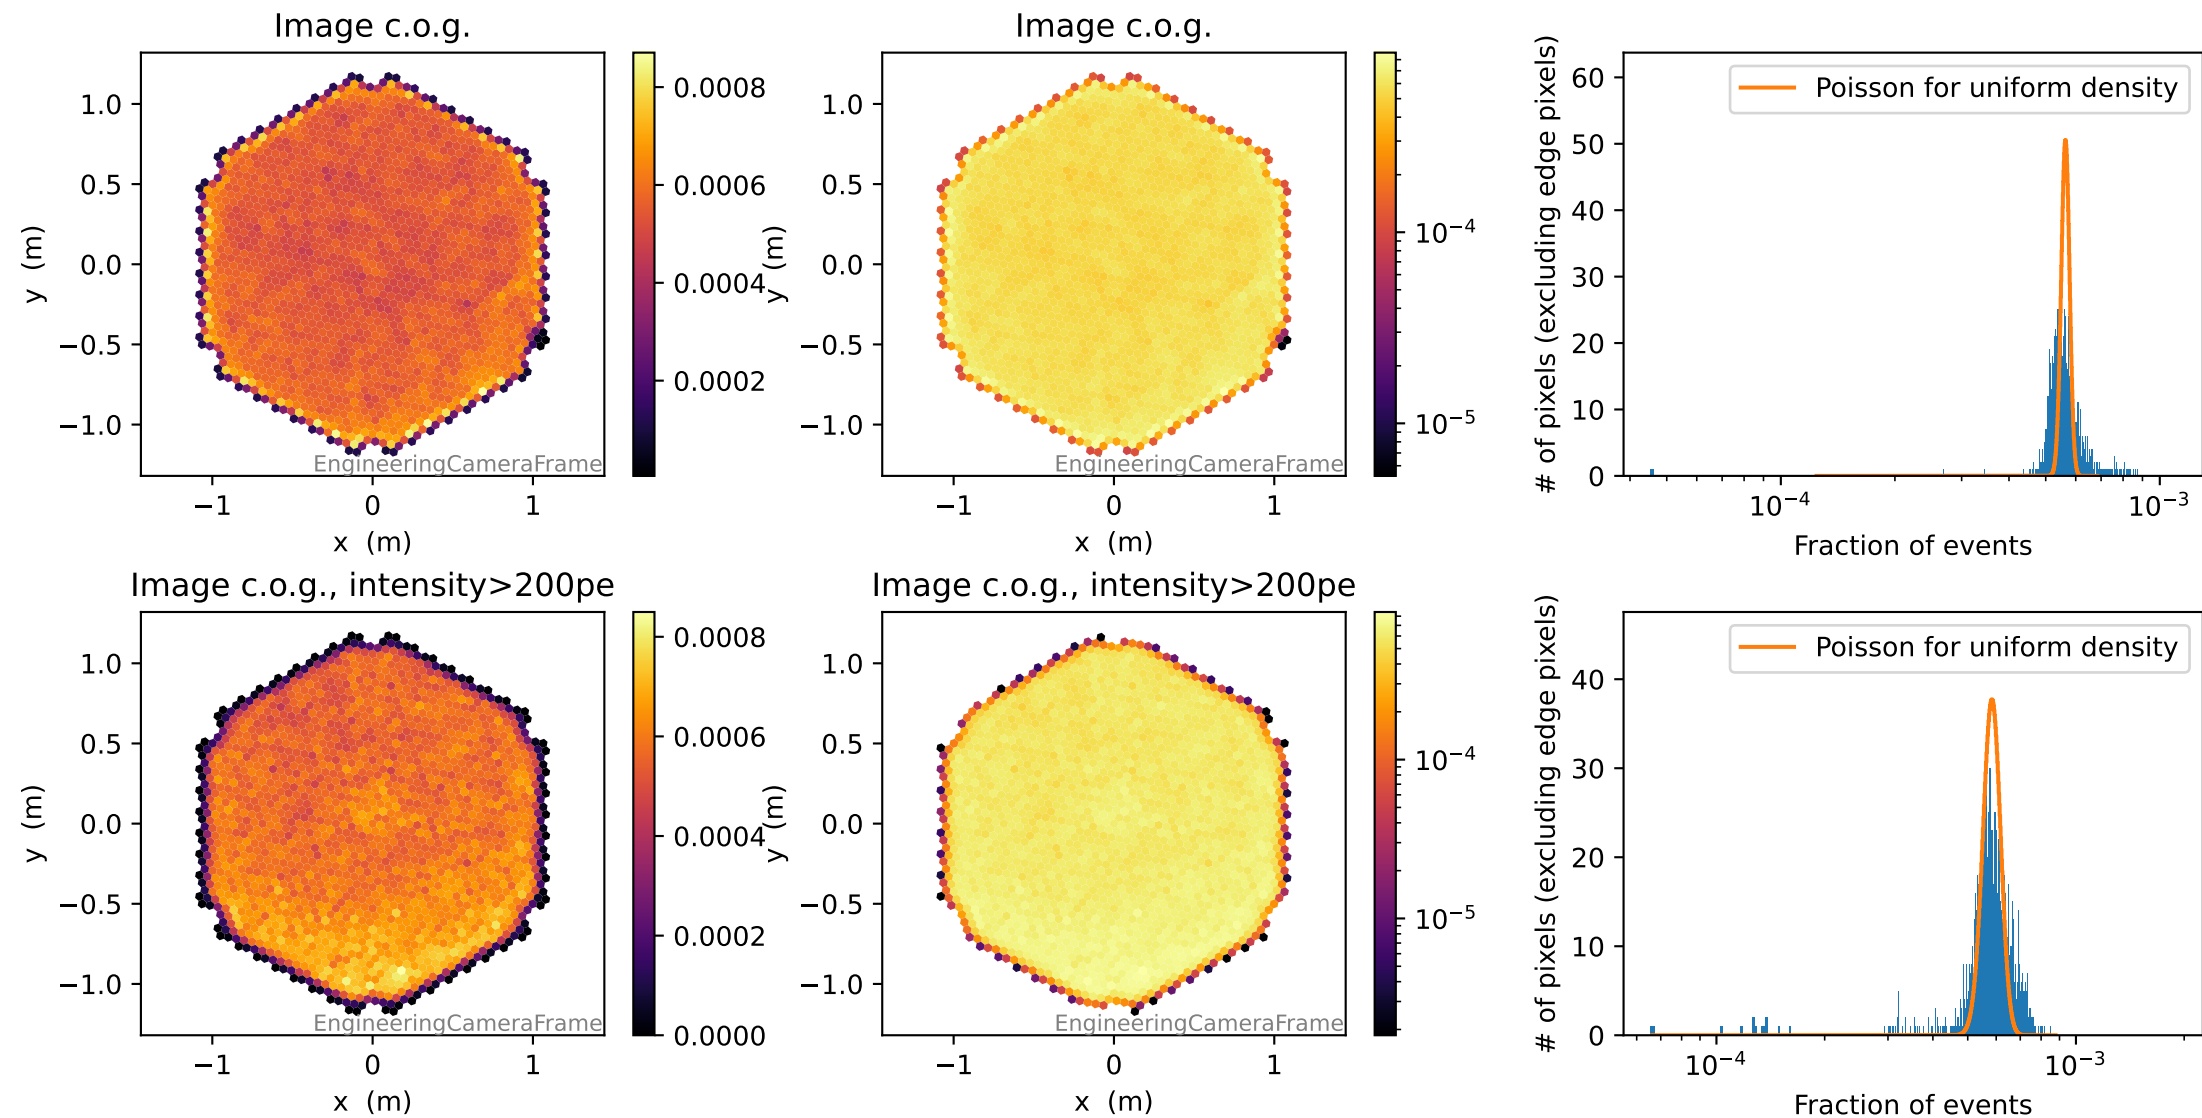 Image c.o.g.
1.0
0.5
0.0
−0.5
−1.0
y (m)
−1
0
1
x (m)
EngineeringCameraFrame
0.0008
0.0006
0.0004
0.0002
Image c.o.g.
1.0
0.5
0.0
−0.5
−1.0
y (m)
−1
0
1
x (m)
EngineeringCameraFrame
10⁻⁴
10⁻⁵
# of pixels (excluding edge pixels)
60
50
40
30
20
10
0
Poisson for uniform density
10⁻⁴
10⁻³
Fraction of events
Image c.o.g., intensity>200pe
1.0
0.5
0.0
−0.5
−1.0
y (m)
−1
0
1
x (m)
EngineeringCameraFrame
0.0008
0.0006
0.0004
0.0002
0.0000
Image c.o.g., intensity>200pe
1.0
0.5
0.0
−0.5
−1.0
y (m)
−1
0
1
x (m)
EngineeringCameraFrame
10⁻⁴
10⁻⁵
# of pixels (excluding edge pixels)
40
30
20
10
0
Poisson for uniform density
10⁻⁴
10⁻³
Fraction of events